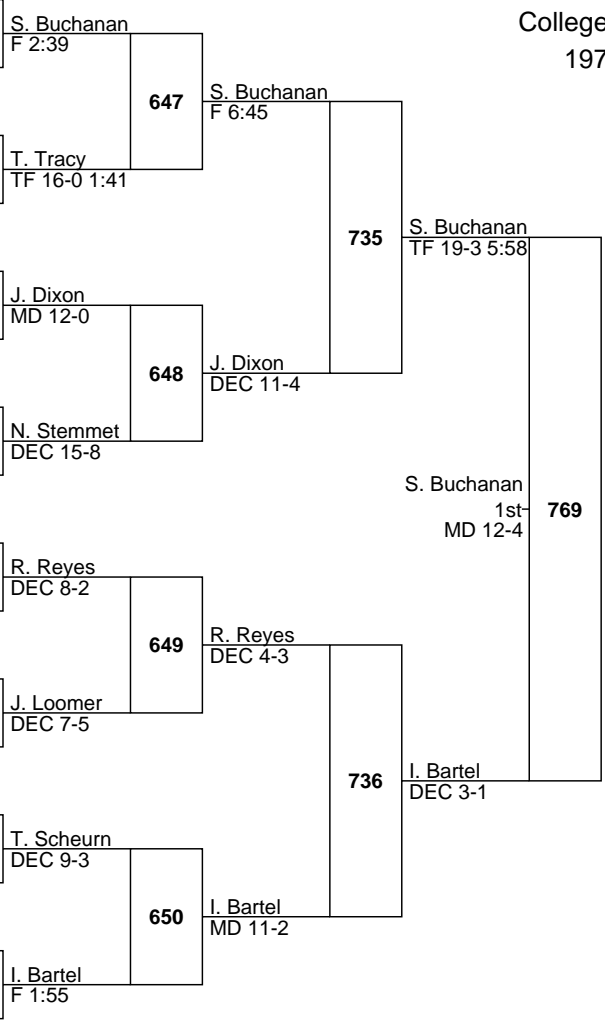 College
197
S. Buchanan
F 2:39
647
S. Buchanan
F 6:45
T. Tracy
TF 16-0 1:41
735
S. Buchanan
TF 19-3 5:58
J. Dixon
MD 12-0
648
J. Dixon
DEC 11-4
N. Stemmet
DEC 15-8
S. Buchanan
1st
MD 12-4
769
R. Reyes
DEC 8-2
649
R. Reyes
DEC 4-3
J. Loomer
DEC 7-5
736
I. Bartel
DEC 3-1
T. Scheurn
DEC 9-3
650
I. Bartel
MD 11-2
I. Bartel
F 1:55